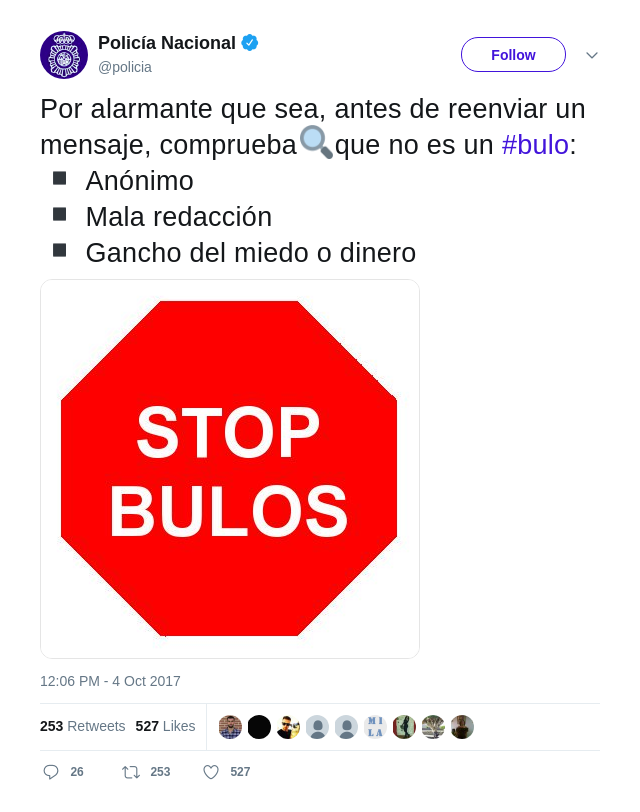 Policía Nacional
@policia
Follow
Por alarmante que sea, antes de reenviar un
mensaje, comprueba🔍que no es un #bulo:
▪ Anónimo
▪ Mala redacción
▪ Gancho del miedo o dinero
STOP
BULOS
12:06 PM - 4 Oct 2017
253 Retweets 527 Likes
MI
LA
26 253 527